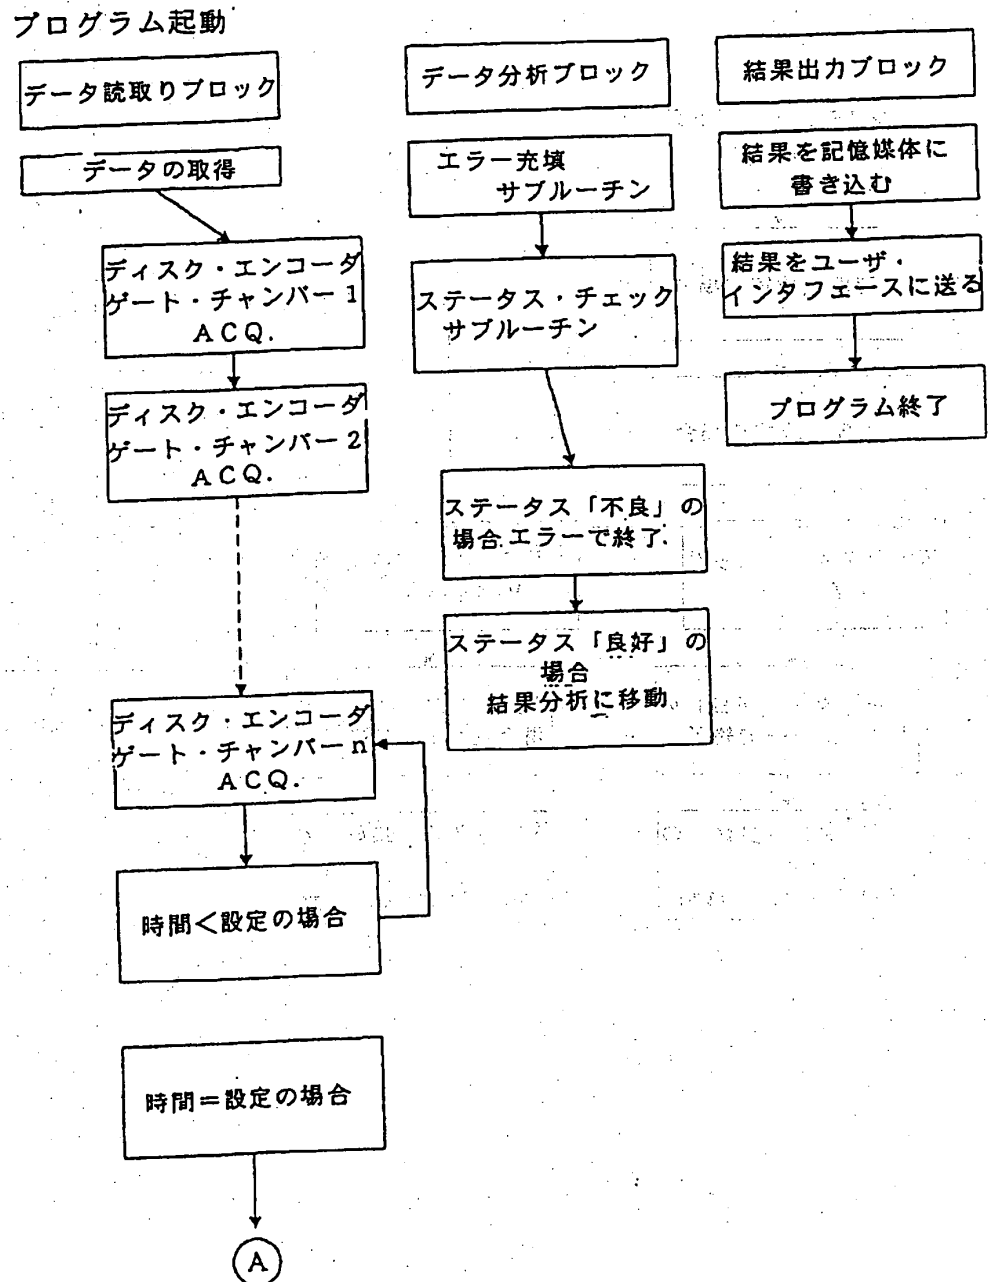 プログラム起動
データ読取りブロック
データの取得
ディスク・エンコーダ
ゲート・チャンバー1
ACQ.
ディスク・エンコーダ
ゲート・チャンバー2
ACQ.
ディスク・エンコーダ
ゲート・チャンバーn
ACQ.
時間<設定の場合
時間=設定の場合
A
データ分析ブロック
エラー充填
サブルーチン
ステータス・チェック
サブルーチン
ステータス「不良」の
場合エラーで終了.
ステータス「良好」の
場合
結果分析に移動
結果出力ブロック
結果を記憶媒体に
書き込む
結果をユーザ・
インタフェースに送る
プログラム終了